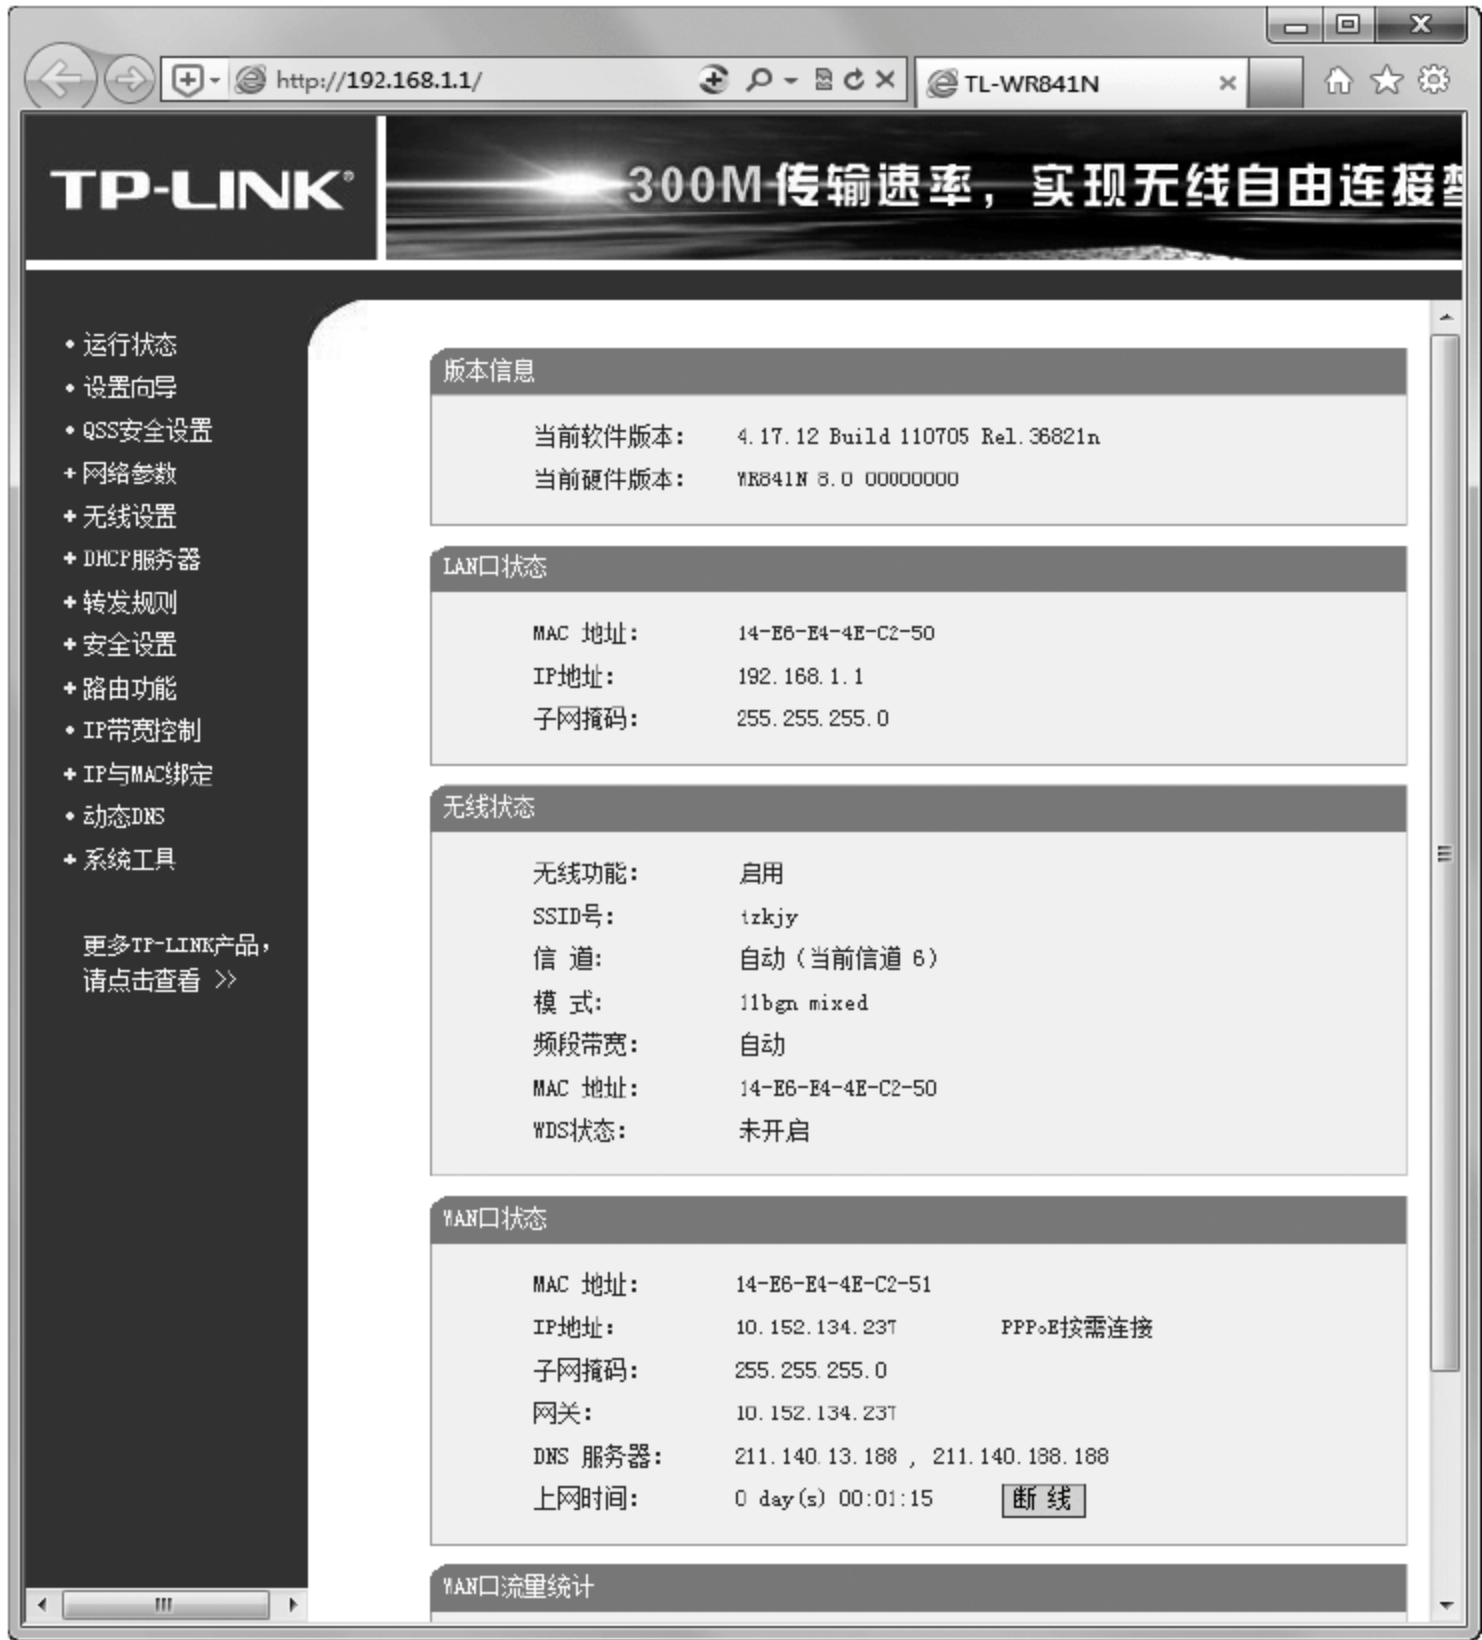 http://192.168.1.1/
TL-WR841N
TP-LINK®
300M传输速率，实现无线自由连接
•运行状态
•设置向导
•QSS安全设置
+网络参数
+无线设置
+DHCP服务器
+转发规则
+安全设置
+路由功能
•IP带宽控制
+IP与MAC绑定
•动态DNS
+系统工具
更多TP-LINK产品，
请点击查看 >>
版本信息
当前软件版本： 4.17.12 Build 110705 Rel.36821n
当前硬件版本： WR841N 8.0 00000000
LAN口状态
MAC 地址： 14-E6-E4-4E-C2-50
IP地址： 192.168.1.1
子网掩码： 255.255.255.0
无线状态
无线功能： 启用
SSID号： tzkjy
信 道： 自动（当前信道 6）
模 式： 11bgn mixed
频段带宽： 自动
MAC 地址： 14-E6-E4-4E-C2-50
WDS状态： 未开启
WAN口状态
MAC 地址： 14-E6-E4-4E-C2-51
IP地址： 10.152.134.237 PPPoE按需连接
子网掩码： 255.255.255.0
网关： 10.152.134.237
DNS 服务器： 211.140.13.188 , 211.140.188.188
上网时间： 0 day(s) 00:01:15 断 线
WAN口流量统计